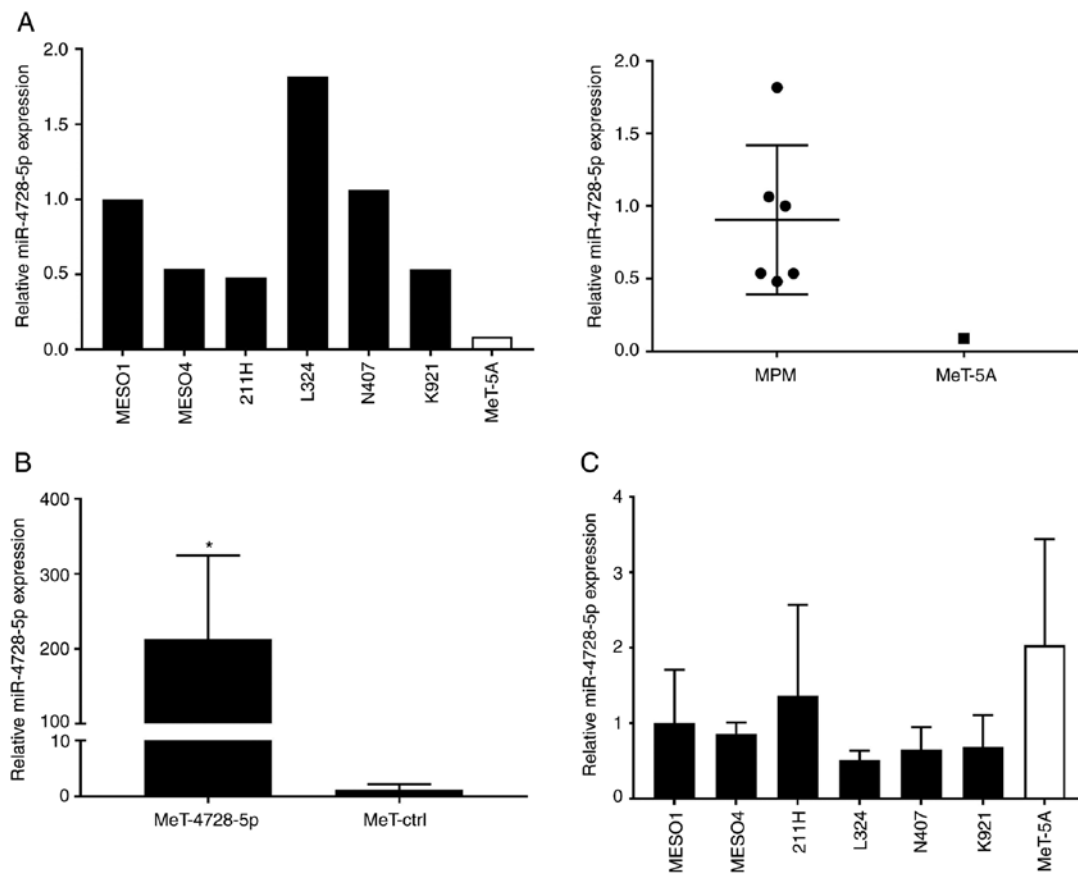 A
Relative miR-4728-5p expression
2.0
1.5
1.0
0.5
0.0
MESO1
MESO4
211H
L324
N407
K921
MeT-5A
Relative miR-4728-5p expression
2.0
1.5
1.0
0.5
0.0
MPM
MeT-5A
B
Relative miR-4728-5p expression
400
300
200
100
10
0
*
MeT-4728-5p
MeT-ctrl
C
Relative miR-4728-5p expression
4
3
2
1
0
MESO1
MESO4
211H
L324
N407
K921
MeT-5A